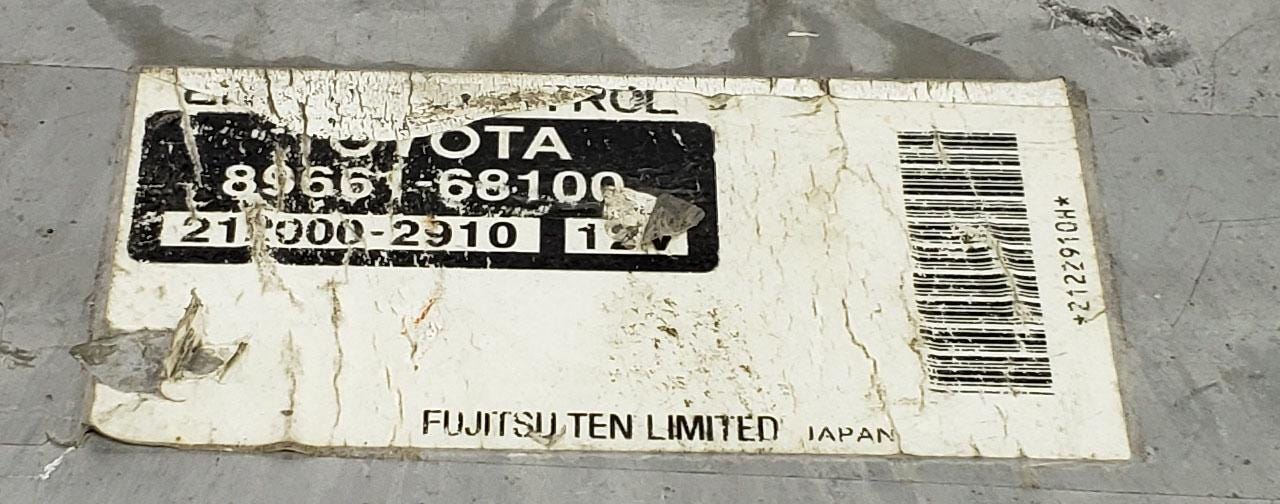 TOYOTA
89661-68100
212000-2910 12V
*2122910H*
FUJITSU TEN LIMITED JAPAN